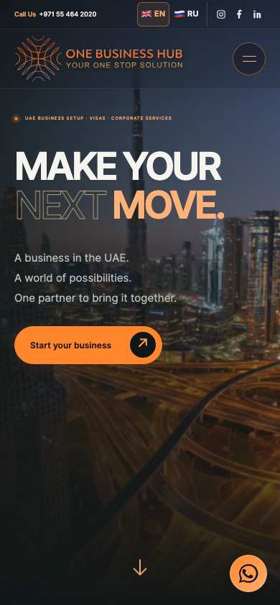 Call Us +971 55 464 2020
EN
RU
ONE BUSINESS HUB
YOUR ONE STOP SOLUTION
UAE BUSINESS SETUP · VISAS · CORPORATE SERVICES
MAKE YOUR
NEXT MOVE.
A business in the UAE.
A world of possibilities.
One partner to bring it together.
Start your business